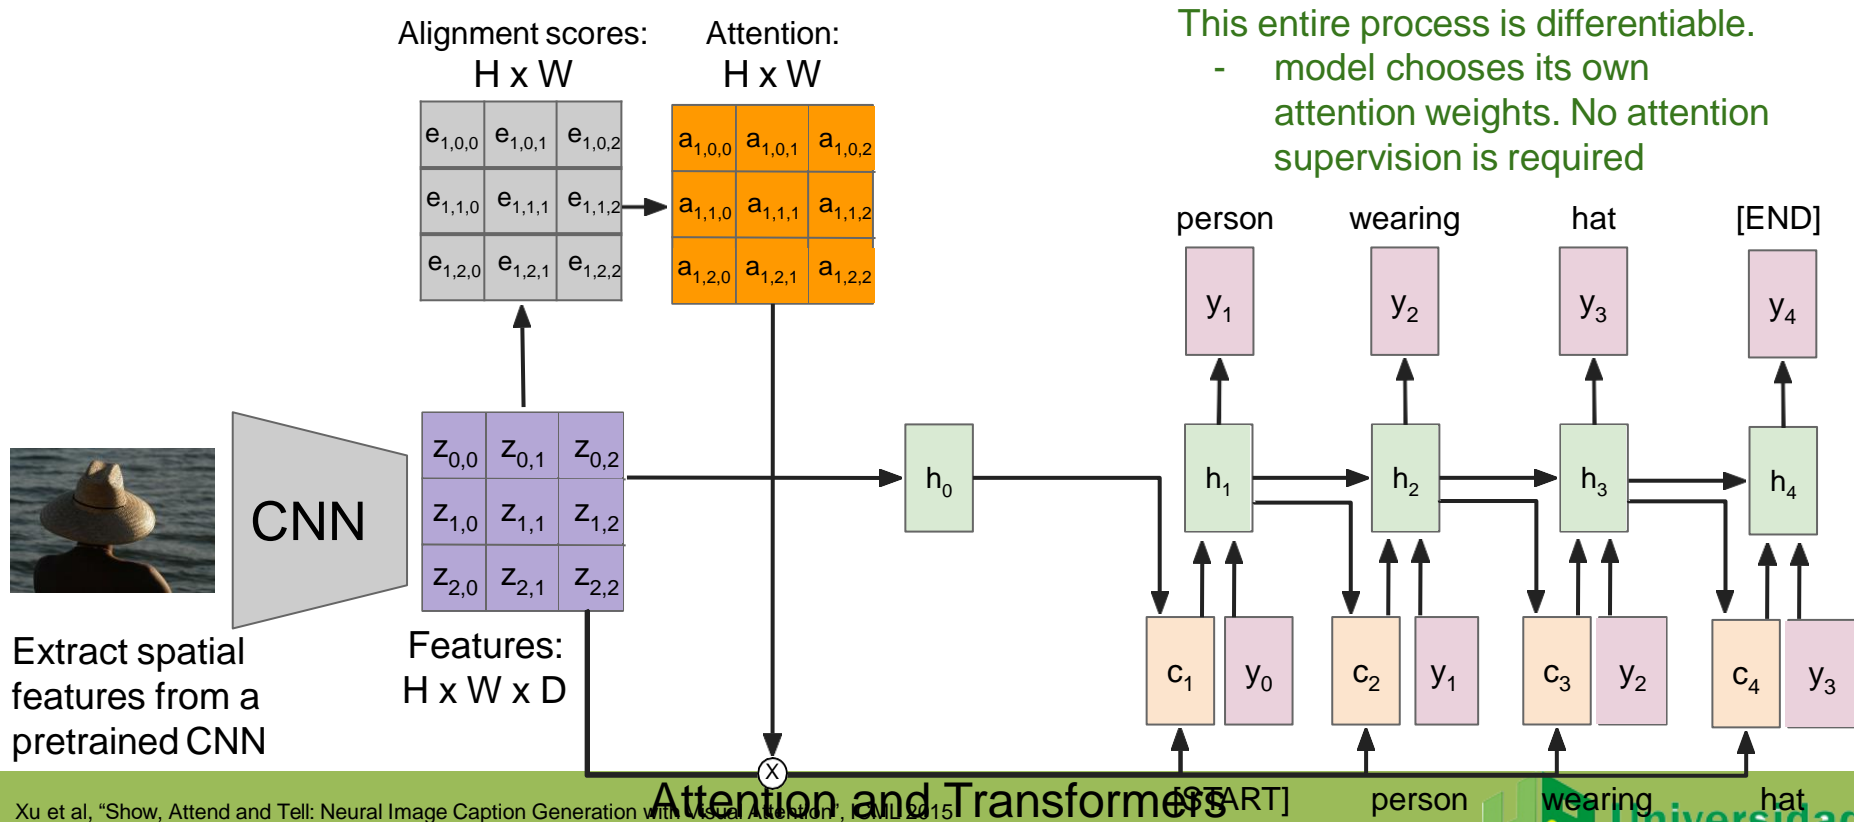 Alignment scores:
H x W
Attention:
H x W
This entire process is differentiable.
- model chooses its own
attention weights. No attention
supervision is required
e1,0,0 e1,0,1 e1,0,2
e1,1,0 e1,1,1 e1,1,2
e1,2,0 e1,2,1 e1,2,2
a1,0,0 a1,0,1 a1,0,2
a1,1,0 a1,1,1 a1,1,2
a1,2,0 a1,2,1 a1,2,2
person wearing hat [END]
y1 y2 y3 y4
CNN
z0,0 z0,1 z0,2
z1,0 z1,1 z1,2
z2,0 z2,1 z2,2
h0 h1 h2 h3 h4
Extract spatial
features from a
pretrained CNN
Features:
H x W x D
c1 y0 c2 y1 c3 y2 c4 y3
X
[START] person wearing hat
Attention and Transformers
Xu et al, “Show, Attend and Tell: Neural Image Caption Generation with Visual Attention”, ICML 2015
Universidad